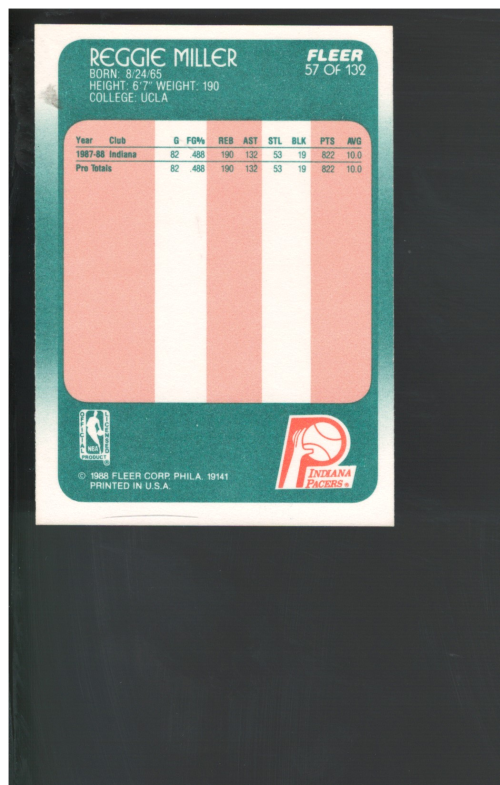 REGGIE MILLER
BORN: 8/24/65
HEIGHT: 6'7" WEIGHT: 190
COLLEGE: UCLA
FLEER
57 OF 132
Year Club G FG% REB AST STL BLK PTS AVG
1987-88 Indiana 82 .488 190 132 53 19 822 10.0
Pro Totals 82 .488 190 132 53 19 822 10.0
OFFICIAL
LICENSED
NBA
PRODUCT
© 1988 FLEER CORP. PHILA. 19141
PRINTED IN U.S.A.
INDIANA
PACERS